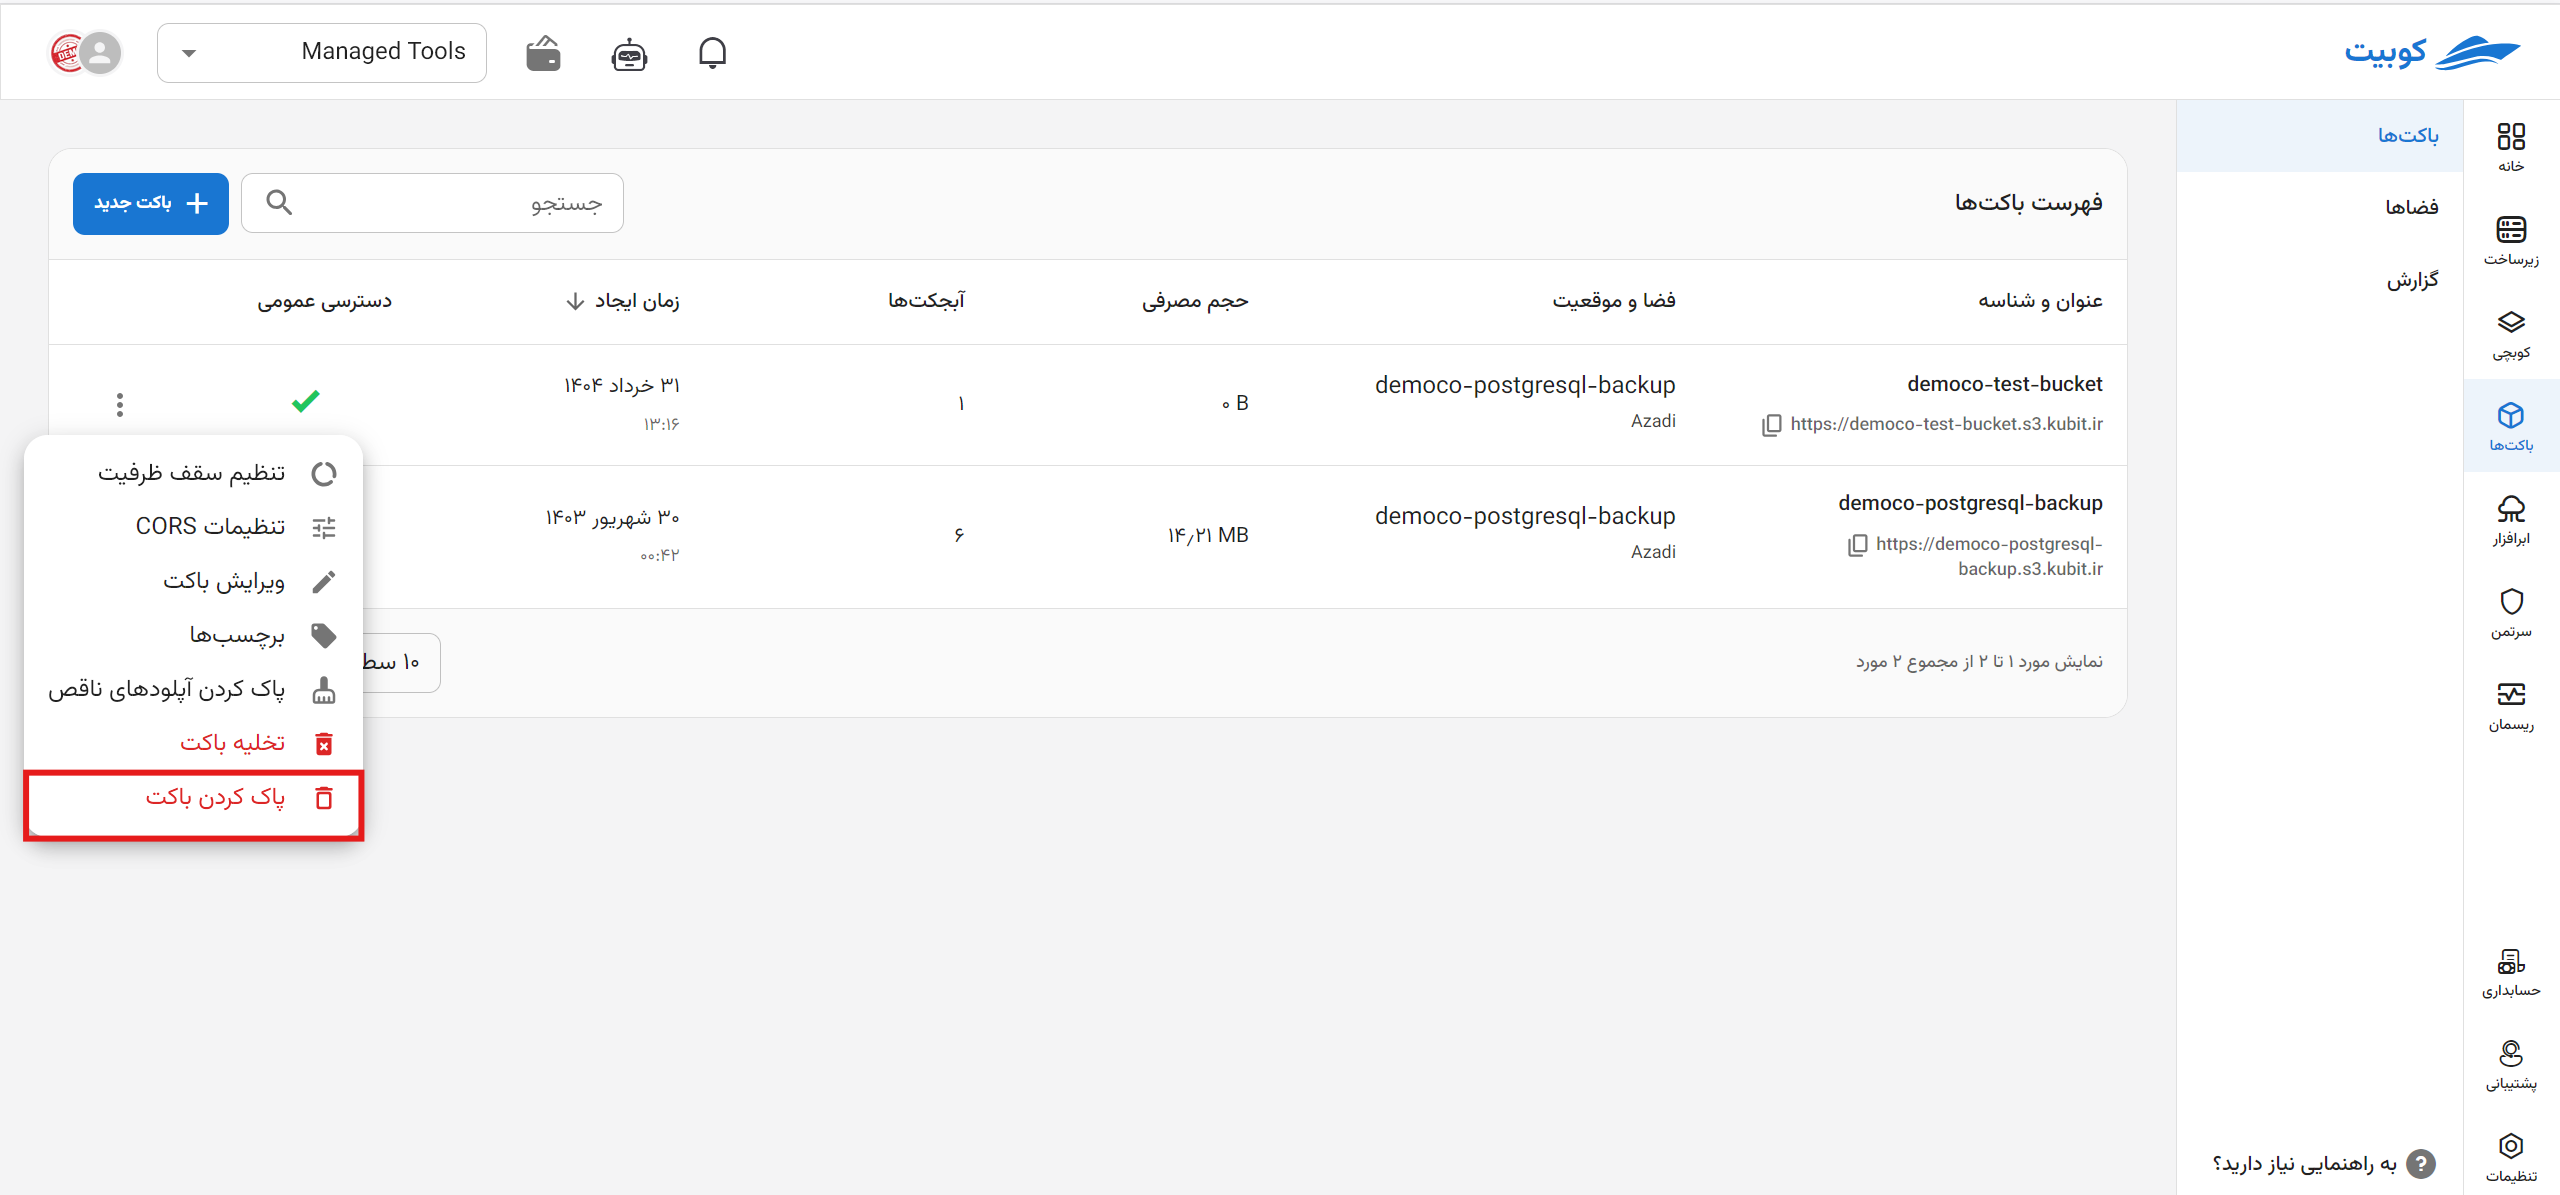 کوبیت
Managed Tools
باکت‌ها
فضاها
گزارش
خانه
زیرساخت
کوبچی
باکت‌ها
ابرافزار
سرتمن
ریسمان
حسابداری
پشتیبانی
تنظیمات
به راهنمایی نیاز دارید؟
فهرست باکت‌ها
جستجو
باکت جدید
عنوان و شناسه
فضا و موقعیت
حجم مصرفی
آبجکت‌ها
زمان ایجاد
دسترسی عمومی
democo-test-bucket
https://democo-test-bucket.s3.kubit.ir
democo-postgresql-backup
Azadi
۰ B
۱
۳۱ خرداد ۱۴۰۴
۱۳:۱۶
democo-postgresql-backup
https://democo-postgresql-
backup.s3.kubit.ir
democo-postgresql-backup
Azadi
۱۴٫۲۱ MB
۶
۳۰ شهریور ۱۴۰۳
۰۰:۴۲
نمایش مورد ۱ تا ۲ از مجموع ۲ مورد
۱۰ سط
تنظیم سقف ظرفیت
تنظیمات CORS
ویرایش باکت
برچسب‌ها
پاک کردن آپلودهای ناقص
تخلیه باکت
پاک کردن باکت